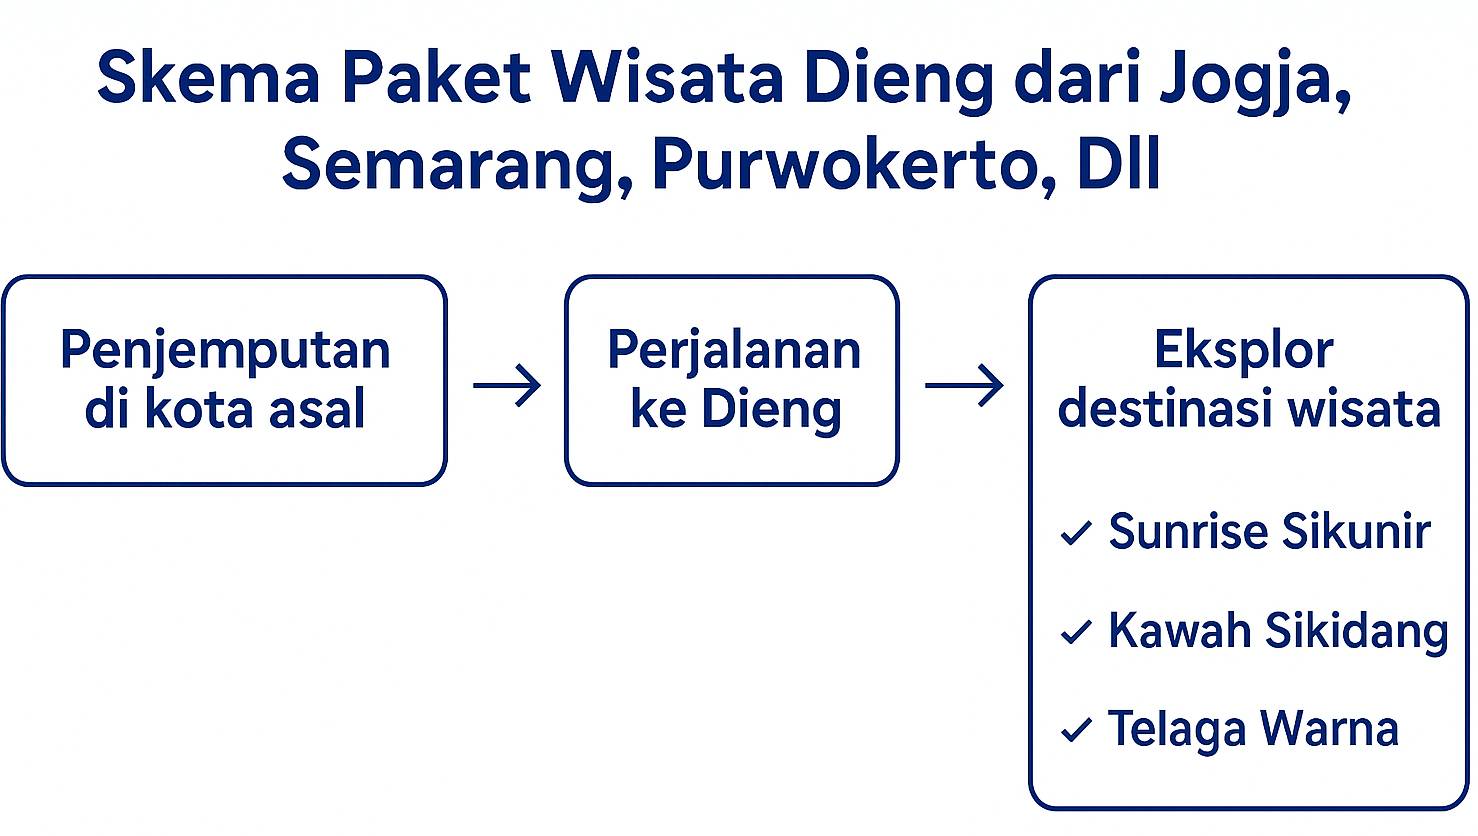 Skema Paket Wisata Dieng dari Jogja,
Semarang, Purwokerto, Dll
Penjemputan
di kota asal
Perjalanan
ke Dieng
Eksplor
destinasi wisata
✓ Sunrise Sikunir
✓ Kawah Sikidang
✓ Telaga Warna